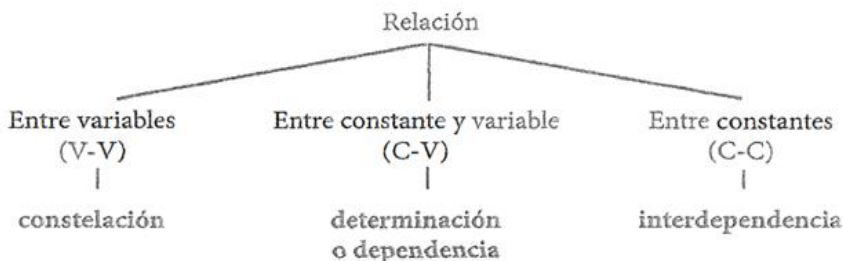 Relación
Entre variables
(V-V)
constelación
Entre constante y variable
(C-V)
determinación
o dependencia
Entre constantes
(C-C)
interdependencia